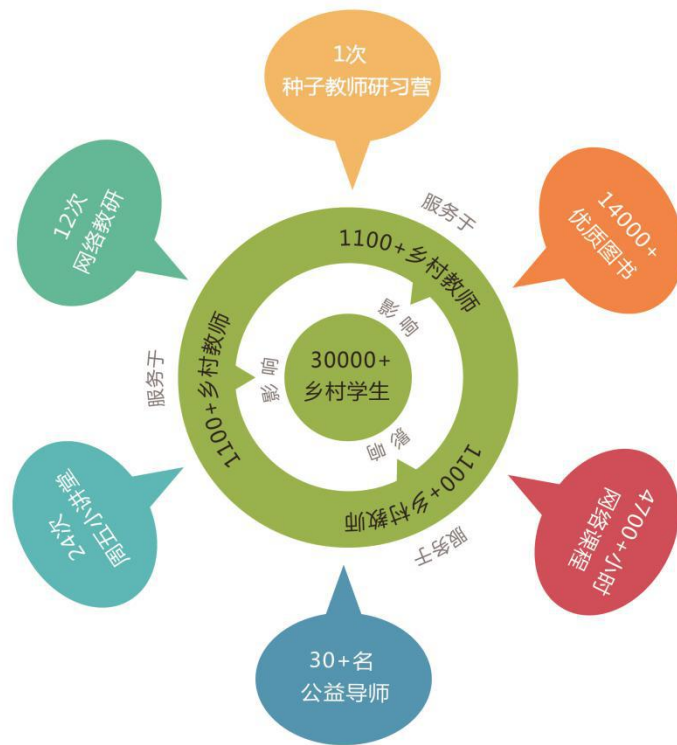 1次
种子教师研习营
14000+
优质图书
4700+小时
网络课程
30+名
公益导师
24次
周五小讲堂
12次
网络教研
服务于
服务于
服务于
1100+乡村教师
1100+乡村教师
1100+乡村教师
影响
影响
影响
30000+
乡村学生